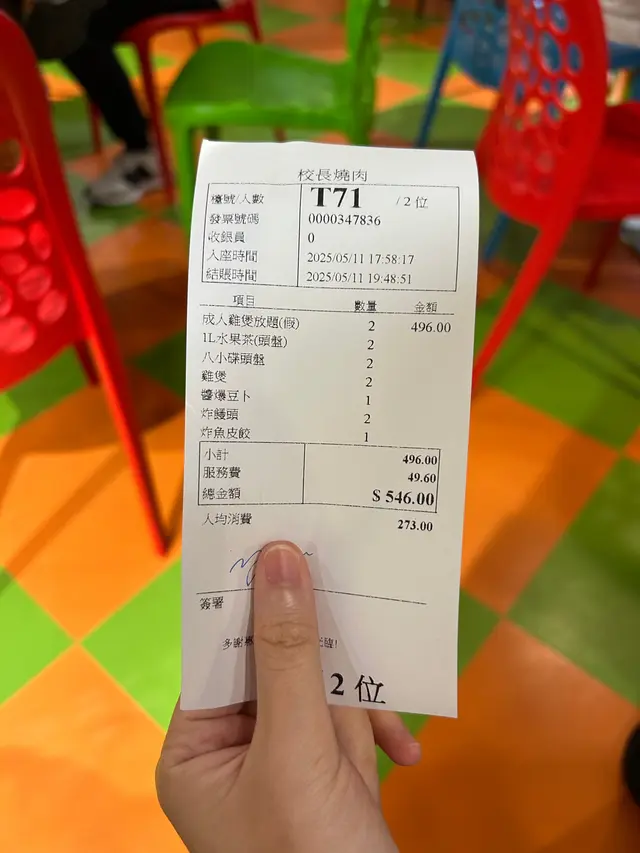 校長燒肉
檯號/人數 T71 /2位
發票號碼 0000347836
收銀員 0
入座時間 2025/05/11 17:58:17
結賬時間 2025/05/11 19:48:51
項目 數量 金額
成人雞煲放題(假) 2 496.00
1L水果茶(頭盤) 2
八小碟頭盤 2
雞煲 2
醬爆豆卜 1
炸饅頭 2
炸魚皮餃 1
小計 496.00
服務費 49.60
總金額 $ 546.00
人均消費 273.00
簽署
多謝惠
臨!
2 位